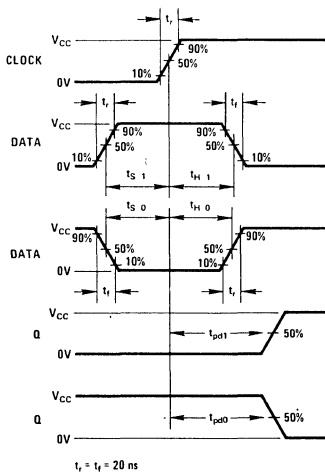 t_r
V_CC
90%
CLOCK
50%
10%
0V
t_r
t_f
V_CC
90%
90%
DATA
50%
50%
10%
10%
0V
t_S 1
t_H 1
t_S 0
t_H 0
V_CC
90%
90%
DATA
50%
50%
10%
10%
0V
t_f
t_r
V_CC
Q
t_pd1
50%
0V
V_CC
Q
t_pd0
50%
0V
t_r = t_f = 20 ns